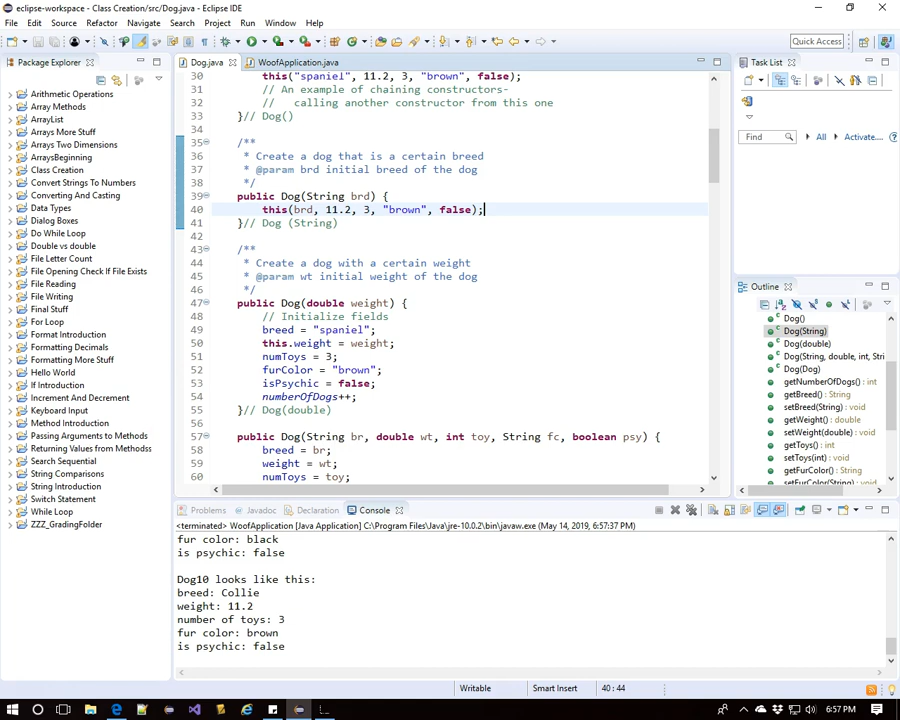 eclipse-workspace - Class Creation/src/Dog.java - Eclipse IDE
File Edit Source Refactor Navigate Search Project Run Window Help
Quick Access
Package Explorer
Arithmetic Operations
Array Methods
ArrayList
Arrays More Stuff
Arrays Two Dimensions
ArraysBeginning
Class Creation
Convert Strings To Numbers
Converting And Casting
Data Types
Dialog Boxes
Do While Loop
Double vs double
File Letter Count
File Opening Check If File Exists
File Reading
File Writing
Final Stuff
For Loop
Format Introduction
Formatting Decimals
Formatting More Stuff
Hello World
If Introduction
Increment And Decrement
Keyboard Input
Method Introduction
Passing Arguments to Methods
Returning Values from Methodss
Search Sequential
String Comparisons
String Introduction
Switch Statement
While Loop
ZZZ_GradingFolder
Dog.java WoofApplication.java
30 this("spaniel", 11.2, 3, "brown", false);
31 // An example of chaining constructors-
32 //   calling another constructor from this one
33 }// Dog()
34
35 /**
36 * Create a dog that is a certain breed
37 * @param brd initial breed of the dog
38 */
39 public Dog(String brd) {
40 this(brd, 11.2, 3, "brown", false);
41 }// Dog (String)
42
43 /**
44 * Create a dog with a certain weight
45 * @param wt initial weight of the dog
46 */
47 public Dog(double weight) {
48 // Initialize fields
49 breed = "spaniel";
50 this.weight = weight;
51 numToys = 3;
52 furColor = "brown";
53 isPsychic = false;
54 numberOfDogs++;
55 }// Dog(double)
56
57 public Dog(String br, double wt, int toy, String fc, boolean psy) {
58 breed = br;
59 weight = wt;
60 numToys = toy;
Task List
Find All Activate...
Outline
Dog()
Dog(String)
Dog(double)
Dog(String, double, int, Stri
Dog(Dog)
getNumberOfDogs() : int
getBreed() : String
setBreed(String) : void
getWeight() : double
setWeight(double) : void
getToys() : int
setToys(int) : void
getFurColor() : String
setFurColor(String) : void
Problems Javadoc Declaration Console
<terminated> WoofApplication [Java Application] C:\Program Files\Java\jre-10.0.2\bin\javaw.exe (May 14, 2019, 6:57:37 PM)
fur color: black
is psychic: false
Dog10 looks like this:
breed: Collie
weight: 11.2
number of toys: 3
fur color: brown
is psychic: false
Writable Smart Insert 40 : 44
6:57 PM